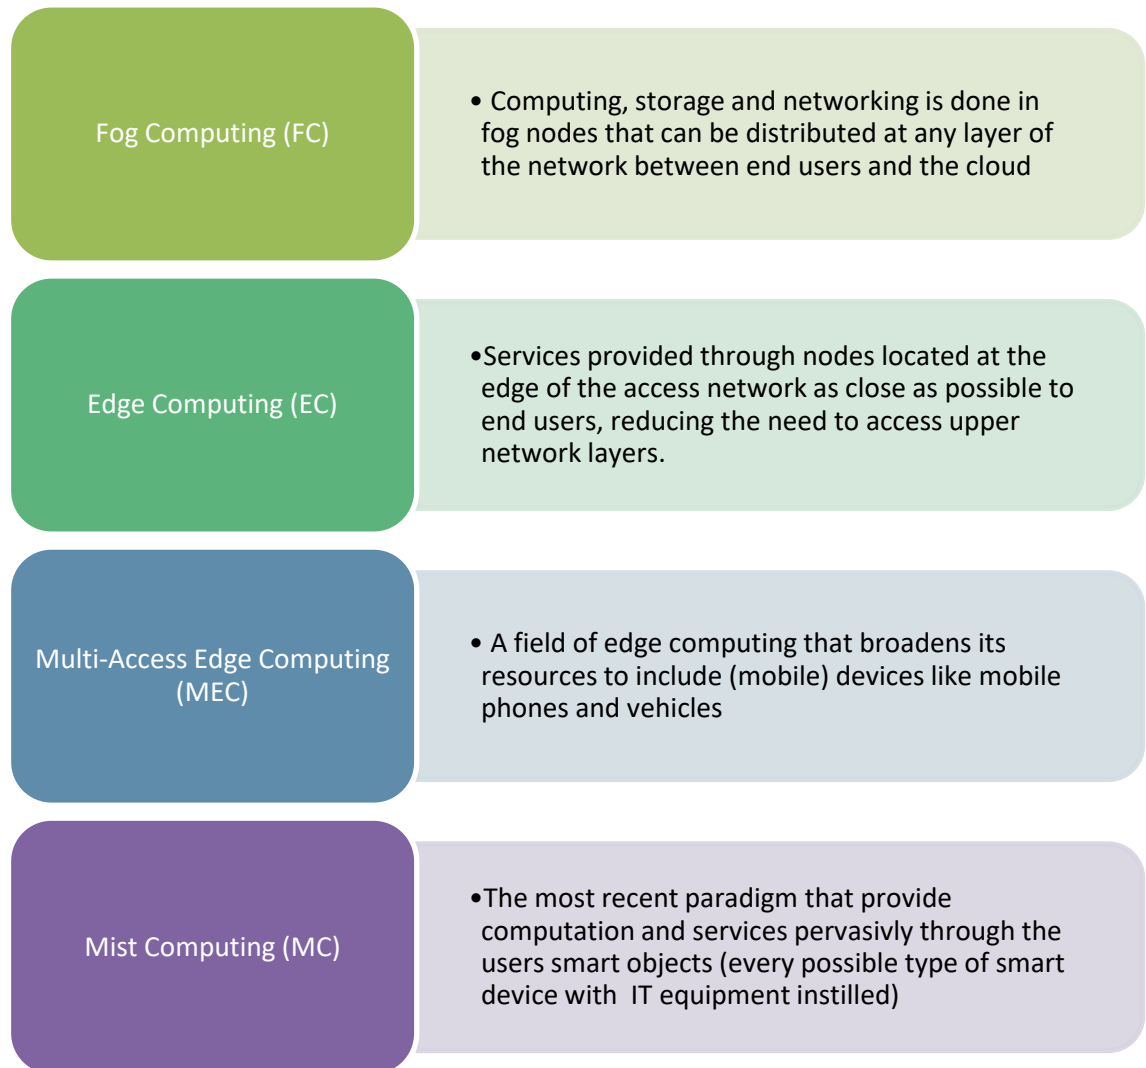 Fog Computing (FC)
• Computing, storage and networking is done in
fog nodes that can be distributed at any layer of
the network between end users and the cloud
Edge Computing (EC)
•Services provided through nodes located at the
edge of the access network as close as possible to
end users, reducing the need to access upper
network layers.
Multi-Access Edge Computing
(MEC)
• A field of edge computing that broadens its
resources to include (mobile) devices like mobile
phones and vehicles
Mist Computing (MC)
•The most recent paradigm that provide
computation and services pervasivly through the
users smart objects (every possible type of smart
device with  IT equipment instilled)